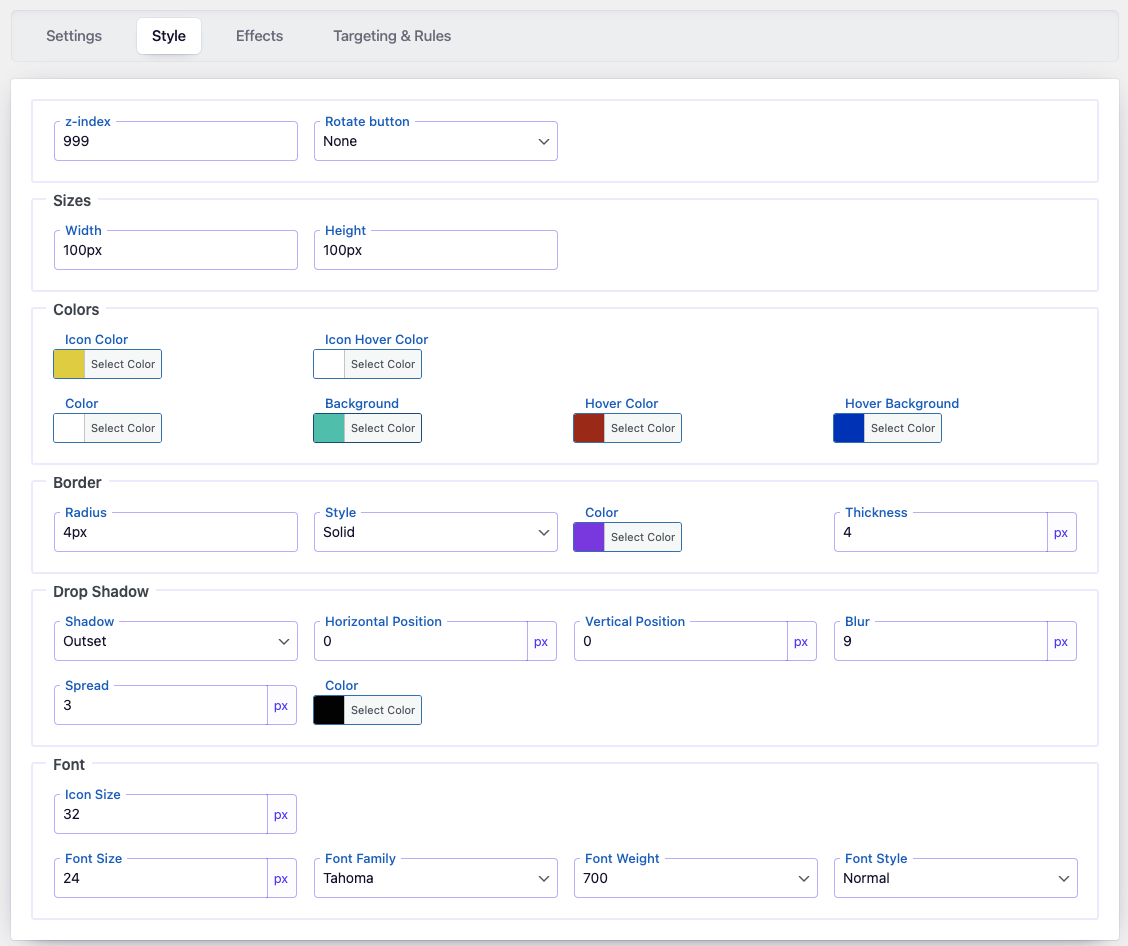 Settings Style Effects Targeting & Rules
z-index Rotate button
999 None
Sizes
Width Height
100px 100px
Colors
Icon Color Icon Hover Color
Select Color Select Color
Color Background Hover Color Hover Background
Select Color Select Color Select Color Select Color
Border
Radius Style Color Thickness
4px Solid Select Color 4 px
Drop Shadow
Shadow Horizontal Position Vertical Position Blur
Outset 0 px 0 px 9 px
Spread Color
3 px Select Color
Font
Icon Size
32 px
Font Size Font Family Font Weight Font Style
24 px Tahoma 700 Normal